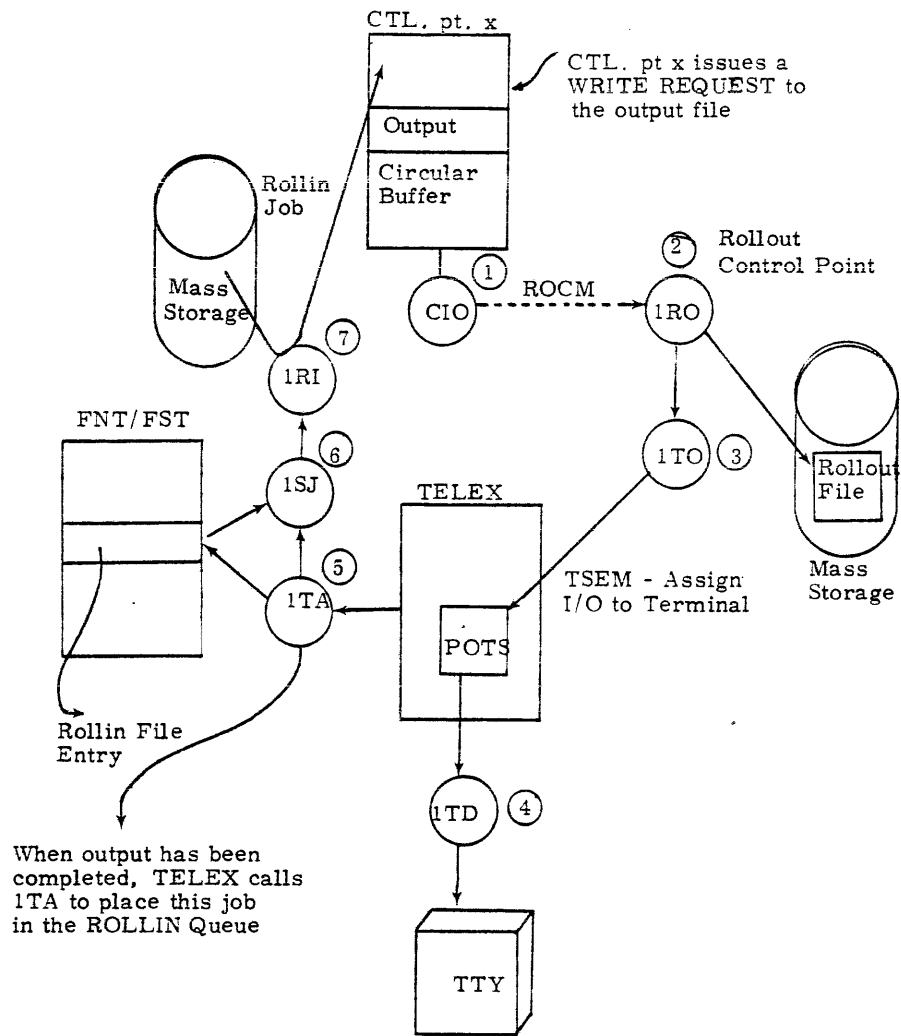 CTL. pt. x
CTL. pt x issues a
WRITE REQUEST to
the output file
Output
Circular
Buffer
Rollin
Job
Mass
Storage
1
CIO
ROCM
2
Rollout
Control Point
1RO
7
1RI
FNT/FST
6
1SJ
1TO
3
Rollout
File
Mass
Storage
TELEX
5
1TA
TSEM - Assign
I/O to Terminal
POTS
Rollin File
Entry
1TD
4
When output has been
completed, TELEX calls
1TA to place this job
in the ROLLIN Queue
TTY